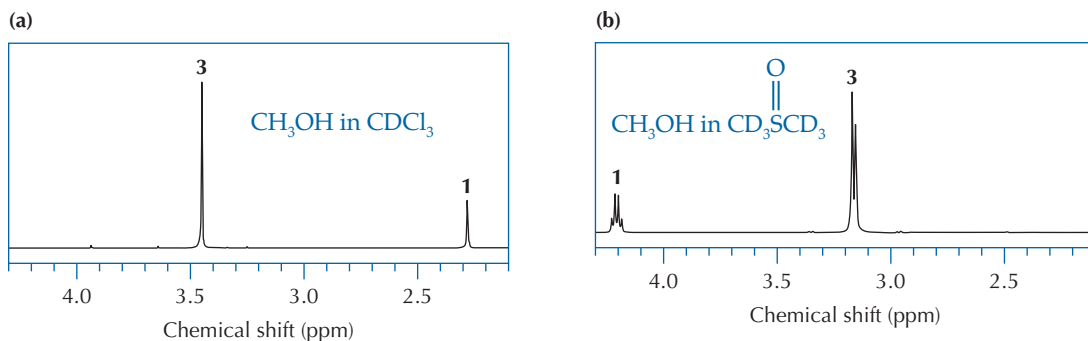 (a)
3
CH₃OH in CDCl₃
1
4.0 3.5 3.0 2.5
Chemical shift (ppm)
(b)
O
3
CH₃OH in CD₃SCD₃
1
4.0 3.5 3.0 2.5
Chemical shift (ppm)